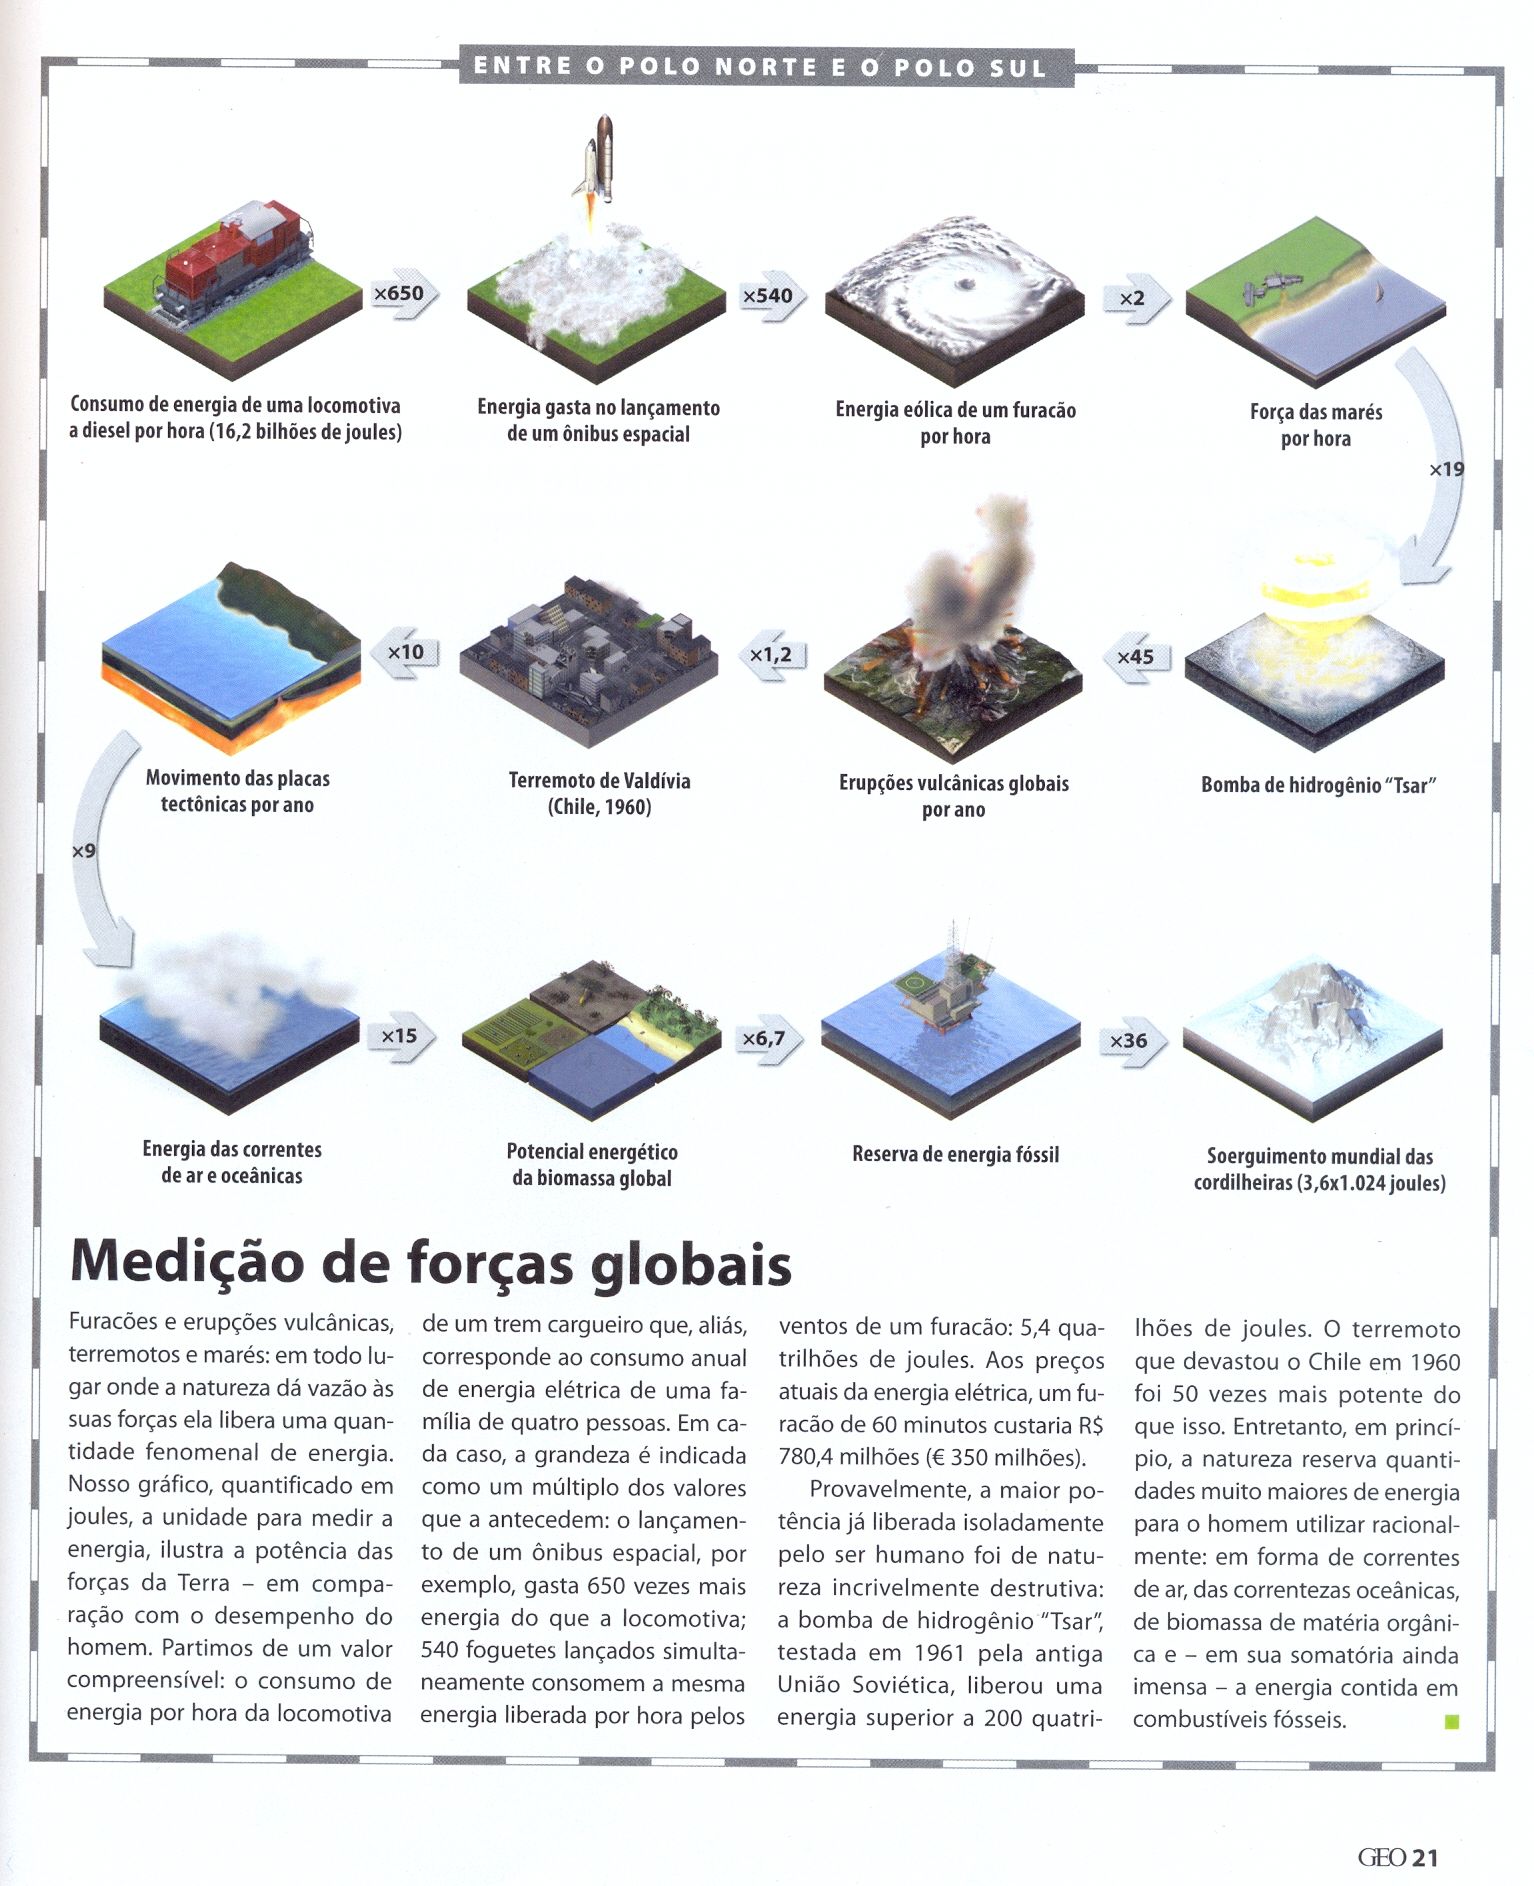 ENTRE O POLO NORTE E O POLO SUL
×650
×540
×2
Consumo de energia de uma locomotiva
a diesel por hora (16,2 bilhões de joules)
Energia gasta no lançamento
de um ônibus espacial
Energia eólica de um furacão
por hora
Força das marés
por hora
×19
×10
×1,2
×45
Movimento das placas
tectônicas por ano
Terremoto de Valdívia
(Chile, 1960)
Erupções vulcânicas globais
por ano
Bomba de hidrogênio “Tsar”
×9
×15
×6,7
×36
Energia das correntes
de ar e oceânicas
Potencial energético
da biomassa global
Reserva de energia fóssil
Soerguimento mundial das
cordilheiras (3,6x1.024 joules)
Medição de forças globais
Furacões e erupções vulcânicas,
terremotos e marés: em todo lu-
gar onde a natureza dá vazão às
suas forças ela libera uma quan-
tidade fenomenal de energia.
Nosso gráfico, quantificado em
joules, a unidade para medir a
energia, ilustra a potência das
forças da Terra – em compa-
ração com o desempenho do
homem. Partimos de um valor
compreensível: o consumo de
energia por hora da locomotiva
de um trem cargueiro que, aliás,
corresponde ao consumo anual
de energia elétrica de uma fa-
mília de quatro pessoas. Em ca-
da caso, a grandeza é indicada
como um múltiplo dos valores
que a antecedem: o lançamen-
to de um ônibus espacial, por
exemplo, gasta 650 vezes mais
energia do que a locomotiva;
540 foguetes lançados simulta-
neamente consomem a mesma
energia liberada por hora pelos
ventos de um furacão: 5,4 qua-
trilhões de joules. Aos preços
atuais da energia elétrica, um fu-
racão de 60 minutos custaria R$
780,4 milhões (€ 350 milhões).
Provavelmente, a maior po-
tência já liberada isoladamente
pelo ser humano foi de natu-
reza incrivelmente destrutiva:
a bomba de hidrogênio “Tsar”,
testada em 1961 pela antiga
União Soviética, liberou uma
energia superior a 200 quatri-
lhões de joules. O terremoto
que devastou o Chile em 1960
foi 50 vezes mais potente do
que isso. Entretanto, em princí-
pio, a natureza reserva quanti-
dades muito maiores de energia
para o homem utilizar racional-
mente: em forma de correntes
de ar, das correntezas oceânicas,
de biomassa de matéria orgâni-
ca e – em sua somatória ainda
imensa – a energia contida em
combustíveis fósseis.
GEO 21